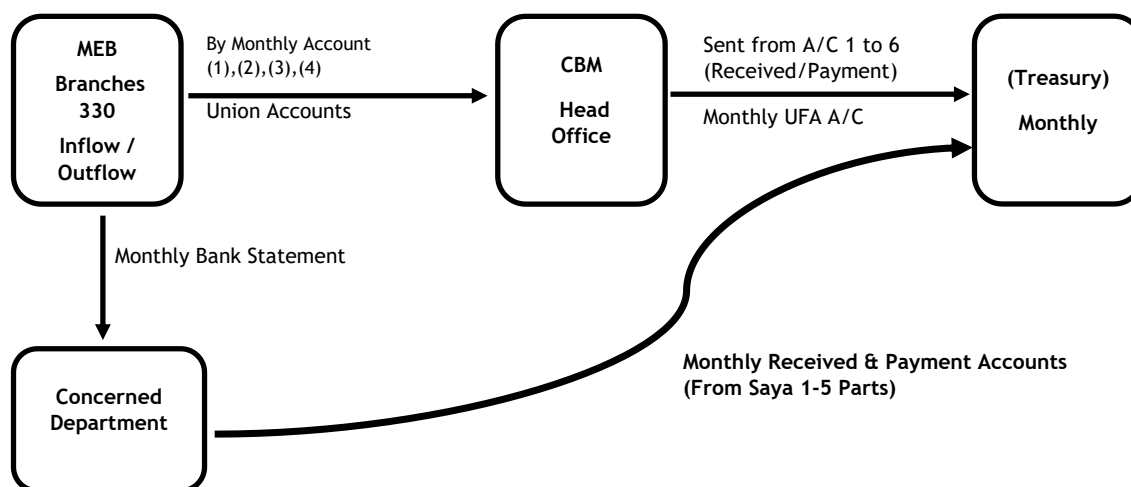 MEB
Branches
330
Inflow /
Outflow
By Monthly Account
(1),(2),(3),(4)
Union Accounts
CBM
Head
Office
Sent from A/C 1 to 6
(Received/Payment)
Monthly UFA A/C
(Treasury)
Monthly
Monthly Bank Statement
Concerned
Department
Monthly Received & Payment Accounts
(From Saya 1-5 Parts)